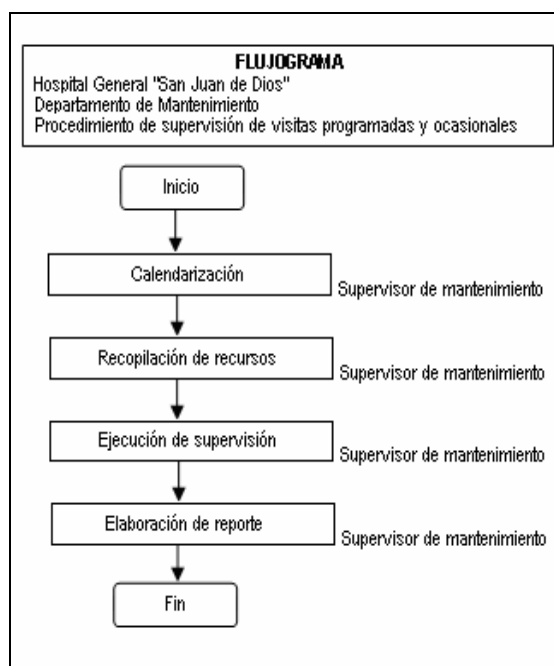 FLUJOGRAMA
Hospital General "San Juan de Dios"
Departamento de Mantenimiento
Procedimiento de supervisión de visitas programadas y ocasionales
Inicio
Calendarización
Supervisor de mantenimiento
Recopilación de recursos
Supervisor de mantenimiento
Ejecución de supervisión
Supervisor de mantenimiento
Elaboración de reporte
Supervisor de mantenimiento
Fin